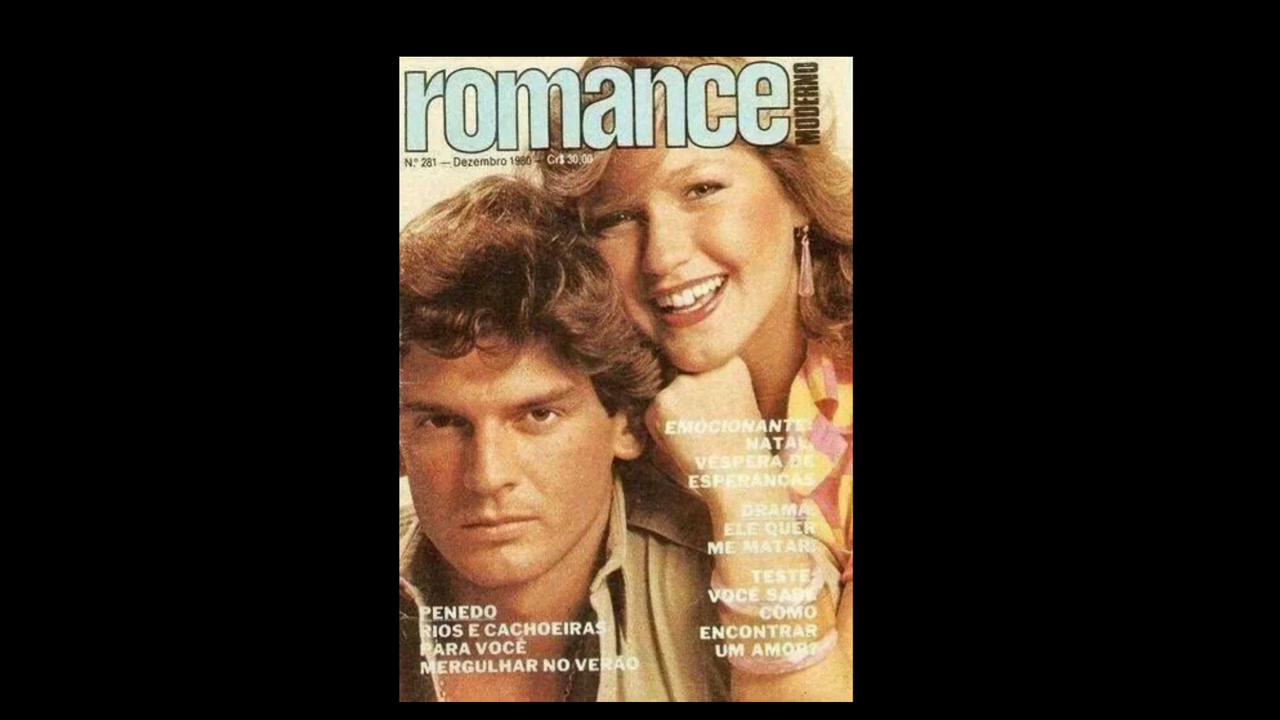 romance
MODERNO
N.º 281 — Dezembro 1980 — Cr$ 30,00
EMOCIONANTE:
NATAL,
VÉSPERA DE
ESPERANÇAS
DRAMA:
ELE QUER
ME MATAR!
TESTE:
VOCÊ SABE
COMO
ENCONTRAR
UM AMOR?
PENEDO
RIOS E CACHOEIRAS
PARA VOCÊ
MERGULHAR NO VERÃO